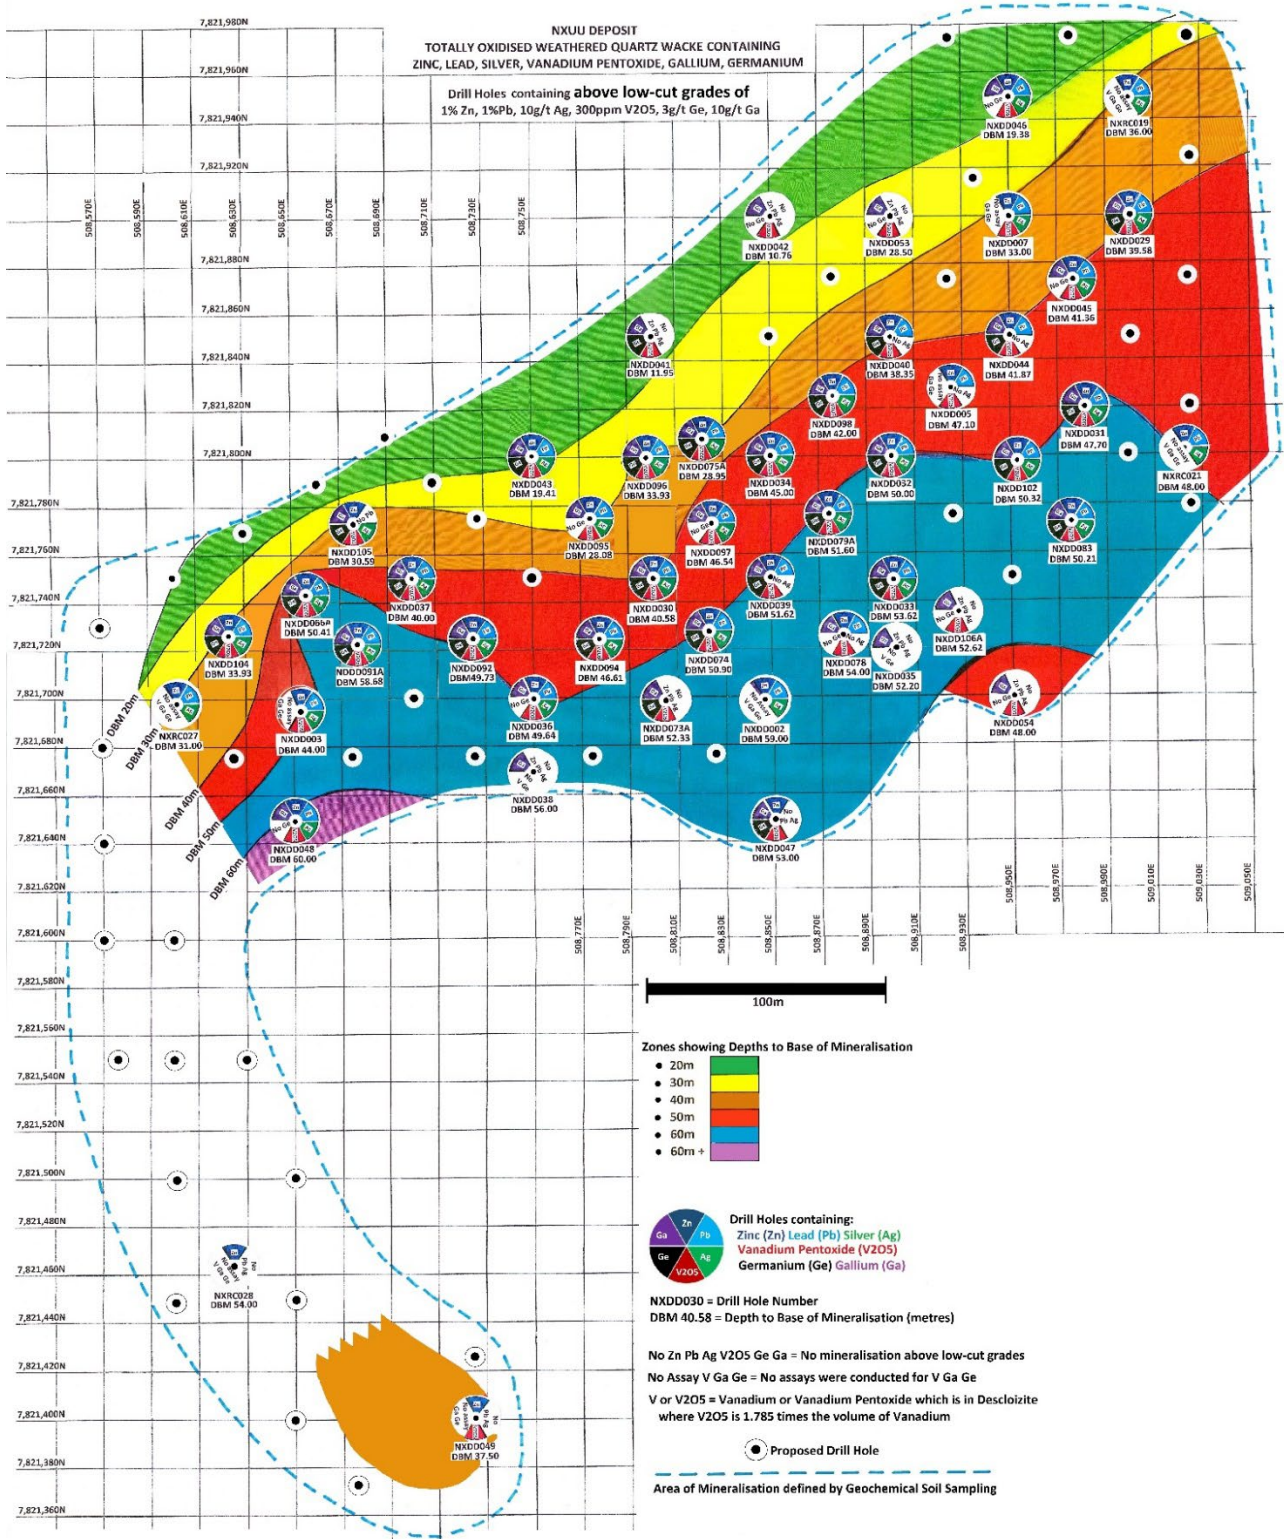 NXUU DEPOSIT
TOTALLY OXIDISED WEATHERED QUARTZ WACKE CONTAINING
ZINC, LEAD, SILVER, VANADIUM PENTOXIDE, GALLIUM, GERMANIUM
Drill Holes containing above low-cut grades of
1% Zn, 1%Pb, 10g/t Ag, 300ppm V2O5, 3g/t Ge, 10g/t Ga
7,821,980N
7,821,960N
7,821,940N
7,821,920N
7,821,900N
7,821,880N
7,821,860N
7,821,840N
7,821,820N
7,821,800N
7,821,780N
7,821,760N
7,821,740N
7,821,720N
7,821,700N
7,821,680N
7,821,660N
7,821,640N
7,821,620N
7,821,600N
7,821,580N
7,821,560N
7,821,540N
7,821,520N
7,821,500N
7,821,480N
7,821,460N
7,821,440N
7,821,420N
7,821,400N
7,821,380N
7,821,360N
508,570E
508,590E
508,610E
508,630E
508,650E
508,670E
508,690E
508,710E
508,730E
508,750E
508,770E
508,790E
508,810E
508,830E
508,850E
508,870E
508,890E
508,910E
508,930E
508,950E
508,970E
508,990E
509,010E
509,030E
509,050E
NXDD046
DBM 19.38
NXRC019
DBM 36.00
NXDD042
DBM 10.76
NXDD053
DBM 28.50
NXDD007
DBM 33.00
NXDD029
DBM 39.58
NXDD045
DBM 41.36
NXDD041
DBM 11.95
NXDD040
DBM 38.35
NXDD044
DBM 41.87
NXDD098
DBM 42.00
NXDD005
DBM 47.10
NXDD031
DBM 47.70
NXDD043
DBM 19.41
NXDD096
DBM 33.93
NXDD075A
DBM 28.95
NXDD034
DBM 45.00
NXDD032
DBM 50.00
NXDD102
DBM 50.32
NXRC021
DBM 48.00
NXDD105
DBM 30.59
NXDD095
DBM 28.08
NXDD097
DBM 46.54
NXDD079A
DBM 51.60
NXDD083
DBM 50.21
NXDD066A
DBM 50.41
NXDD037
DBM 40.00
NXDD030
DBM 40.58
NXDD039
DBM 51.62
NXDD033
DBM 53.62
NXDD106A
DBM 52.62
NXDD104
DBM 33.93
NXDD091A
DBM 58.68
NXDD092
DBM49.73
NXDD094
DBM 46.61
NXDD074
DBM 50.90
NXDD078
DBM 54.00
NXDD035
DBM 52.20
NXRC027
DBM 31.00
NXDD003
DBM 44.00
NXDD036
DBM 49.64
NXDD073A
DBM 52.33
NXDD002
DBM 59.00
NXDD054
DBM 48.00
NXDD038
DBM 56.00
NXDD048
DBM 60.00
NXDD047
DBM 53.00
DBM 20m
DBM 30m
DBM 40m
DBM 50m
DBM 60m
NXRC028
DBM 54.00
NXDD049
DBM 37.50
100m
Zones showing Depths to Base of Mineralisation
20m
30m
40m
50m
60m
60m +
Zn
Ga Pb
Ge Ag
V2O5
Drill Holes containing:
Zinc (Zn) Lead (Pb) Silver (Ag)
Vanadium Pentoxide (V2O5)
Germanium (Ge) Gallium (Ga)
NXDD030 = Drill Hole Number
DBM 40.58 = Depth to Base of Mineralisation (metres)
No Zn Pb Ag V2O5 Ge Ga = No mineralisation above low-cut grades
No Assay V Ga Ge = No assays were conducted for V Ga Ge
V or V2O5 = Vanadium or Vanadium Pentoxide which is in Descloizite
where V2O5 is 1.785 times the volume of Vanadium
Proposed Drill Hole
Area of Mineralisation defined by Geochemical Soil Sampling